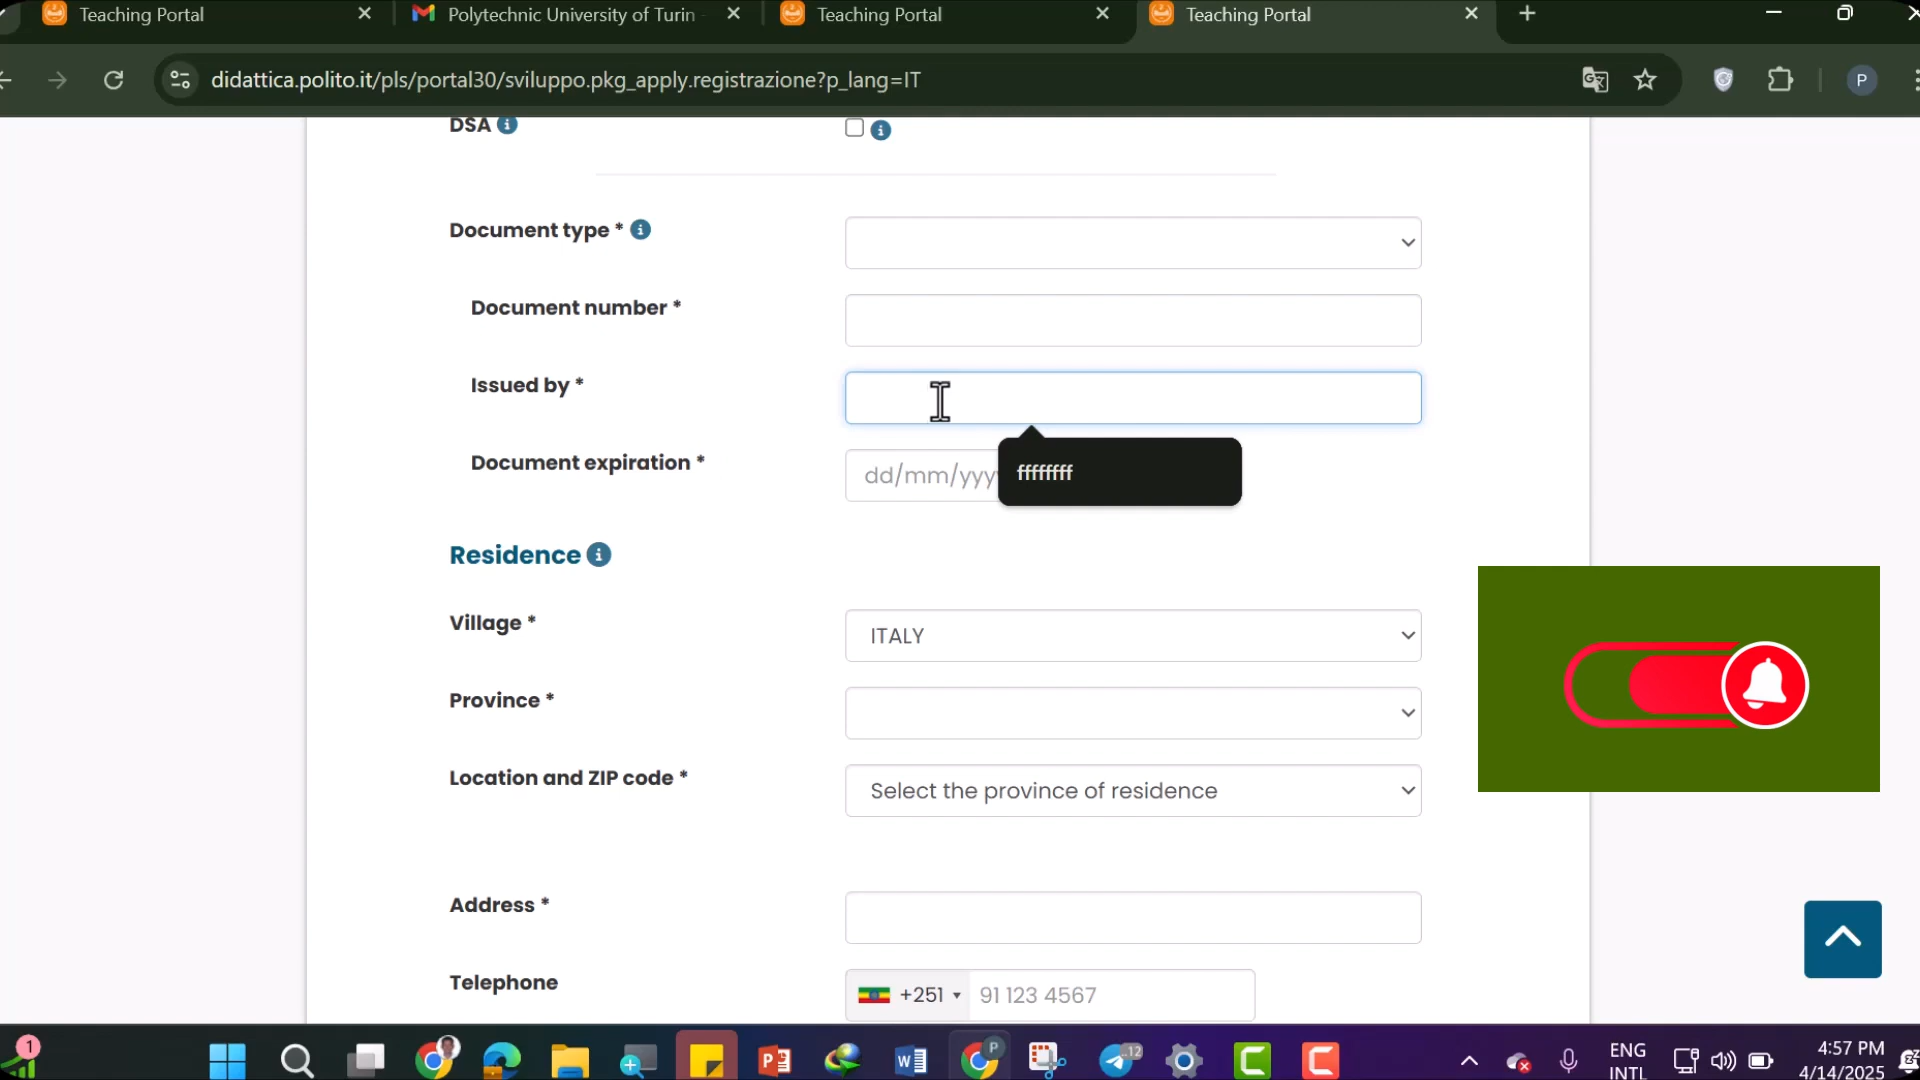 Teaching Portal
Polytechnic University of Turin -
Teaching Portal
Teaching Portal
didattica.polito.it/pls/portal30/sviluppo.pkg_apply.registrazione?p_lang=IT
P
DSA
Document type *
Document number *
Issued by *
Document expiration *
dd/mm/yyy
ffffffff
Residence
Village *
ITALY
Province *
Location and ZIP code *
Select the province of residence
Address *
Telephone
+251
91 123 4567
1
P
12
ENG
INTL
4:57 PM
4/14/2025